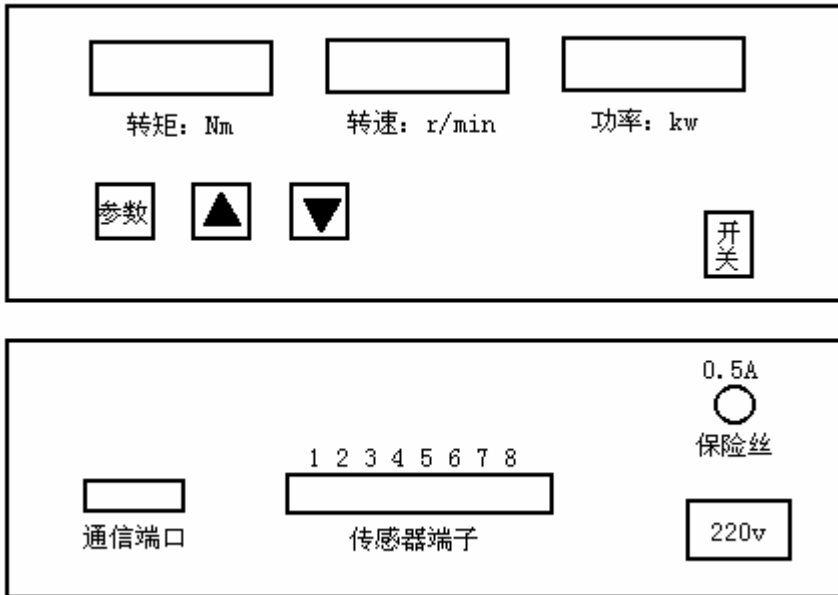 转矩: Nm
转速: r/min
功率: kw
参数
开关
0.5A
保险丝
1 2 3 4 5 6 7 8
通信端口
传感器端子
220v